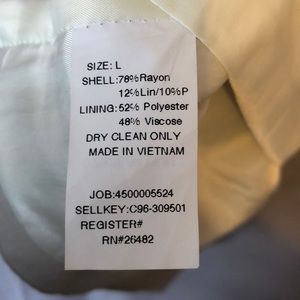 SIZE: L
SHELL:78%Rayon
12%Lin/10%P
LINING:52% Polyester
48% Viscose
DRY CLEAN ONLY
MADE IN VIETNAM
JOB:4500005524
SELLKEY:C96-309501
REGISTER#
RN#26482